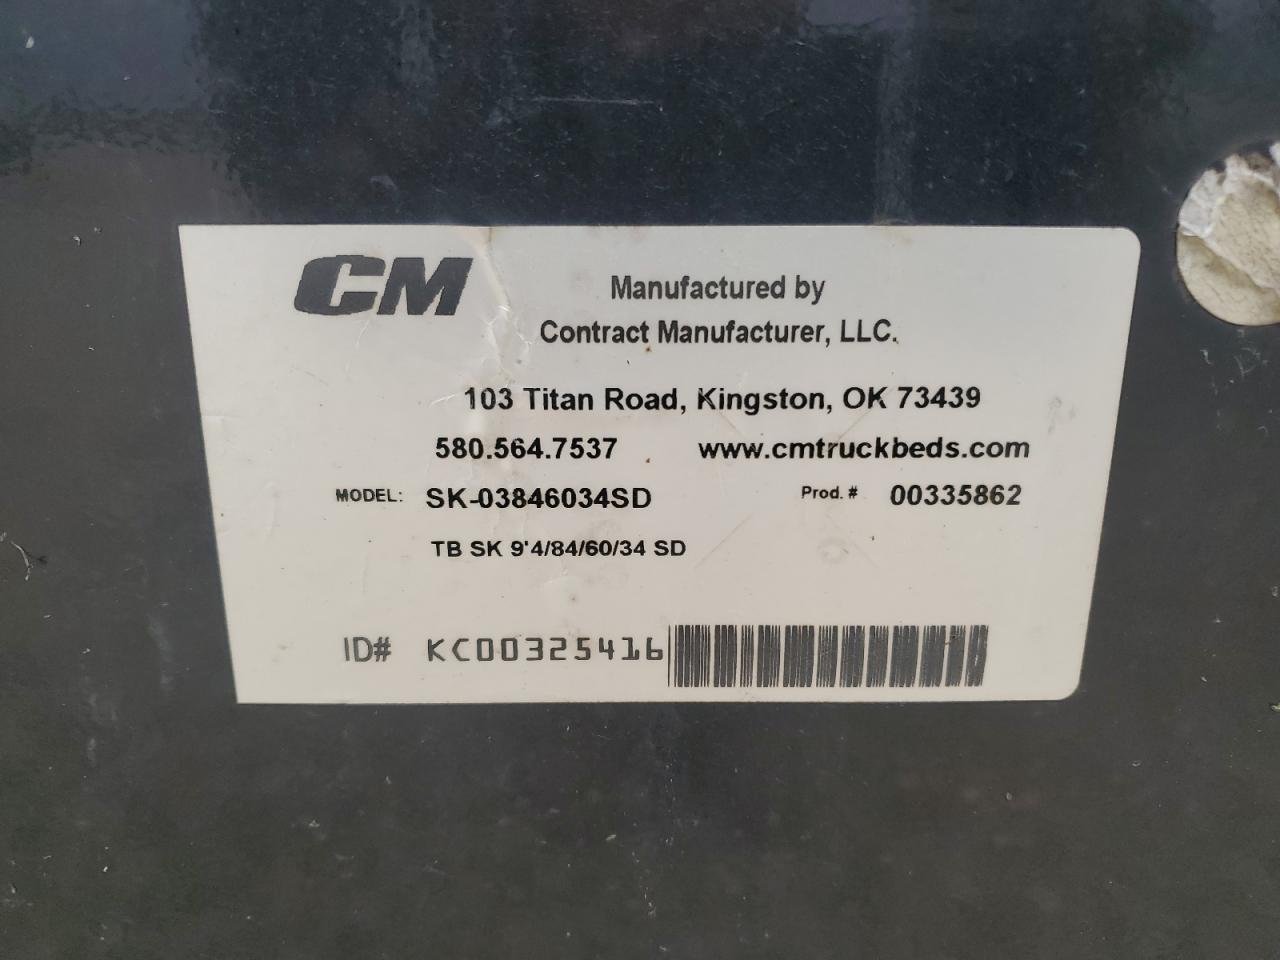 CM
Manufactured by
Contract Manufacturer, LLC.
103 Titan Road, Kingston, OK 73439
580.564.7537 www.cmtruckbeds.com
MODEL: SK-03846034SD Prod. # 00335862
TB SK 9'4/84/60/34 SD
ID# KC00325416